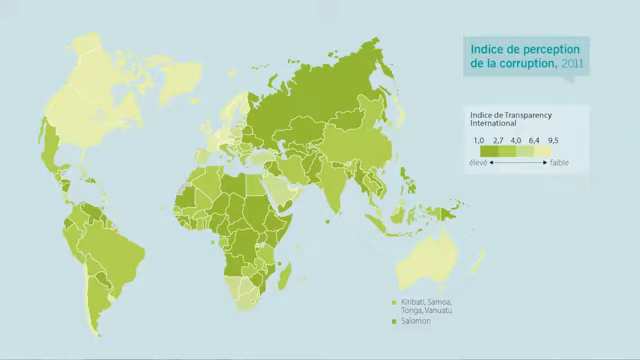 Indice de perception
de la corruption, 2011
Indice de Transparency
International
1,0 2,7 4,0 6,4 9,5
élevé faible
Kiribati, Samoa,
Tonga, Vanuatu
Salomon